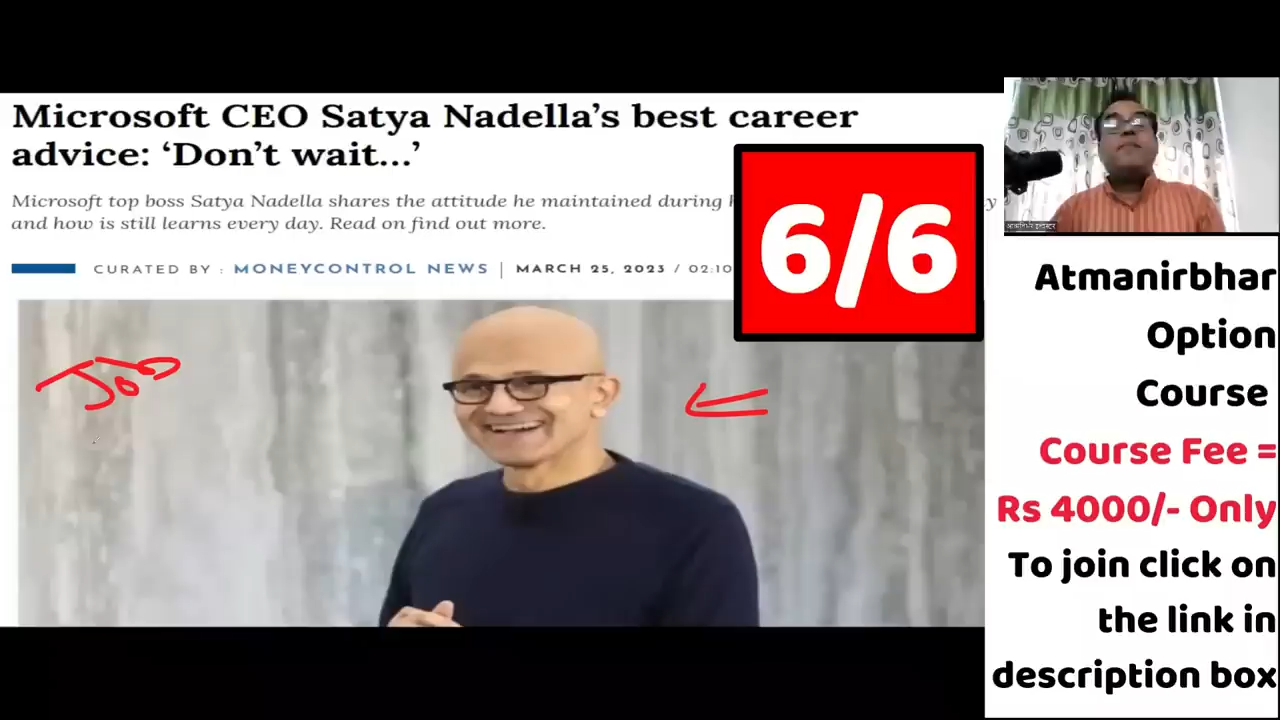 Microsoft CEO Satya Nadella’s best career
advice: ‘Don’t wait...’
Microsoft top boss Satya Nadella shares the attitude he maintained during
and how is still learns every day. Read on find out more.
CURATED BY : MONEYCONTROL NEWS | MARCH 25, 2023 / 02:10
6/6
Job
Atmanirbhar
Option
Course
Course Fee =
Rs 4000/- Only
To join click on
the link in
description box